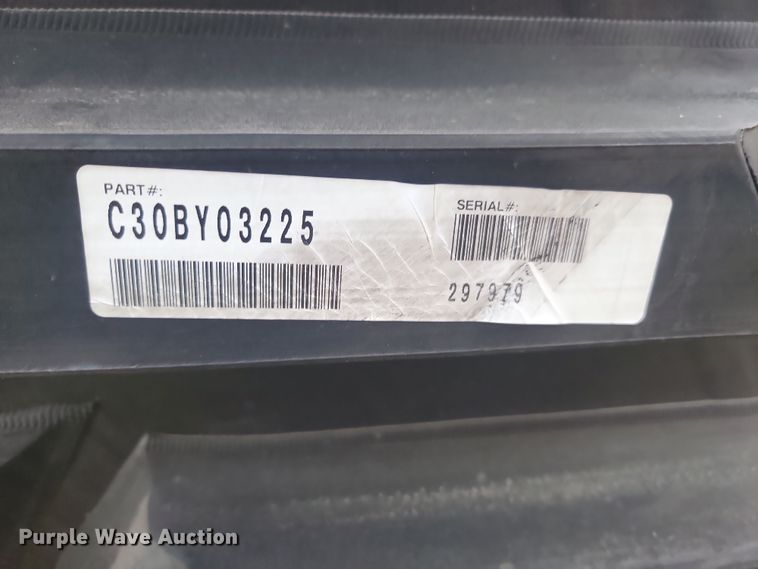 PART#:
C30BY03225
SERIAL#:
297979
Purple Wave Auction